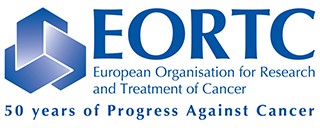 EORTC
European Organisation for Research
and Treatment of Cancer
50 years of Progress Against Cancer